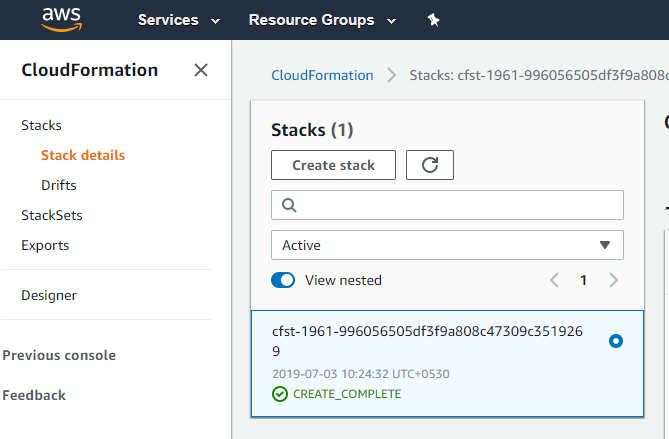 aws
Services
Resource Groups
CloudFormation
Stacks
Stack details
Drifts
StackSets
Exports
Designer
Previous console
Feedback
CloudFormation
Stacks: cfst-1961-996056505df3f9a808c
Stacks (1)
Create stack
Active
View nested
1
cfst-1961-996056505df3f9a808c47309c351926
9
2019-07-03 10:24:32 UTC+0530
CREATE_COMPLETE